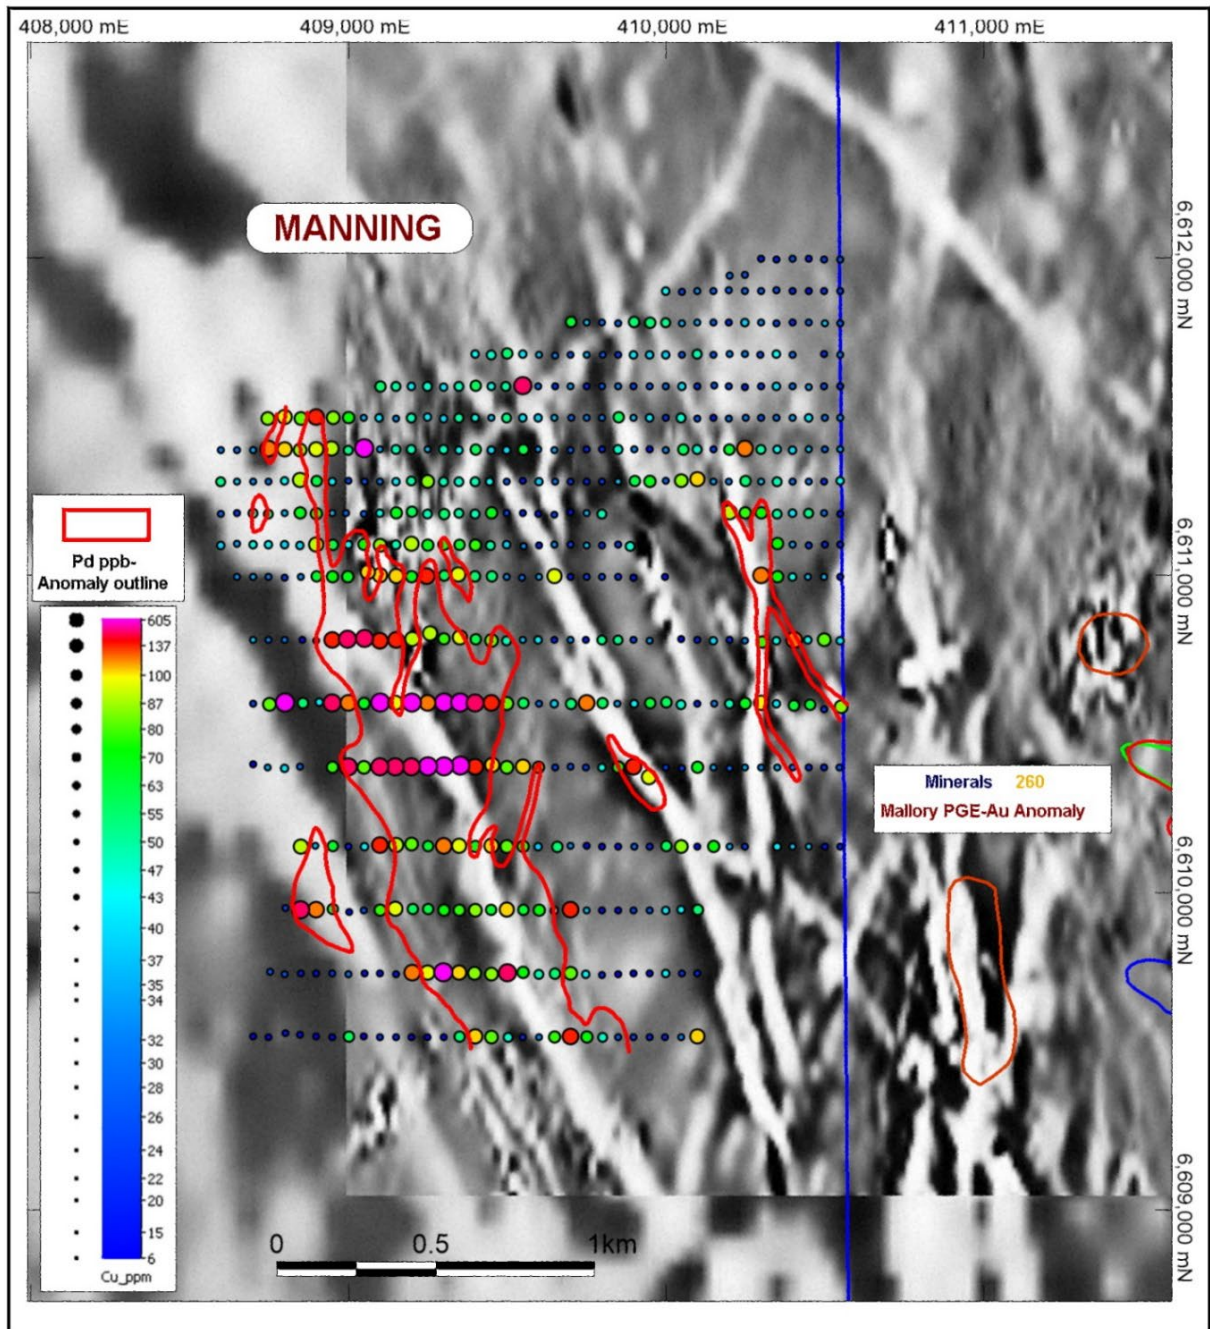 408,000 mE 409,000 mE 410,000 mE 411,000 mE
MANNING
6,612,000 mN
Pd ppb-
Anomaly outline
6,611,000 mN
605
137
100
87
80
70
63
55
50
47
43
40
37
35
34
32
30
28
26
24
22
20
15
6
Cu_ppm
Minerals 260
Mallory PGE-Au Anomaly
6,610,000 mN
6,609,000 mN
0 0.5 1km